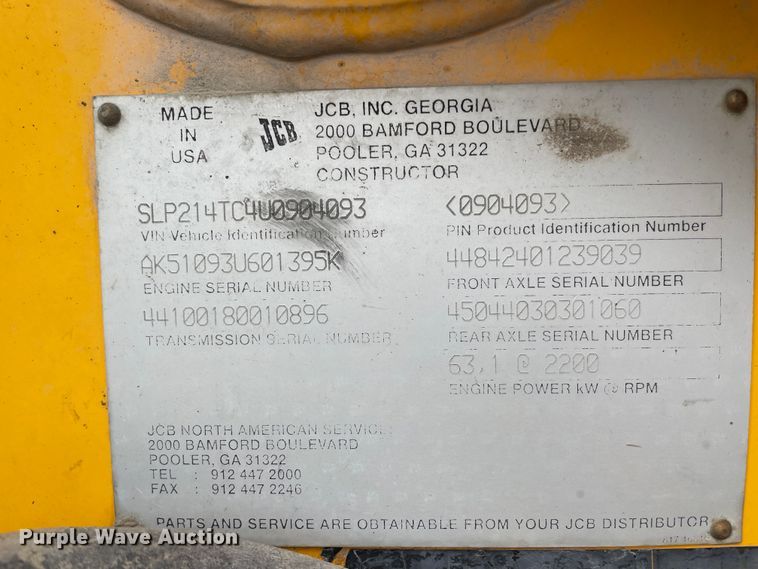 MADE
IN
USA
JCB
JCB, INC. GEORGIA
2000 BAMFORD BOULEVARD
POOLER, GA 31322
CONSTRUCTOR
SLP214TC4U0904093
VIN Vehicle Identification Number
<0904093>
PIN Product Identification Number
AK51093U601395K
ENGINE SERIAL NUMBER
44842401239039
FRONT AXLE SERIAL NUMBER
44100180010896
TRANSMISSION SERIAL NUMBER
45044030301060
REAR AXLE SERIAL NUMBER
63,1 @ 2200
ENGINE POWER kW @ RPM
JCB NORTH AMERICAN SERVICE
2000 BAMFORD BOULEVARD
POOLER, GA 31322
TEL : 912 447 2000
FAX : 912 447 2246
PARTS AND SERVICE ARE OBTAINABLE FROM YOUR JCB DISTRIBUTOR
Purple Wave Auction